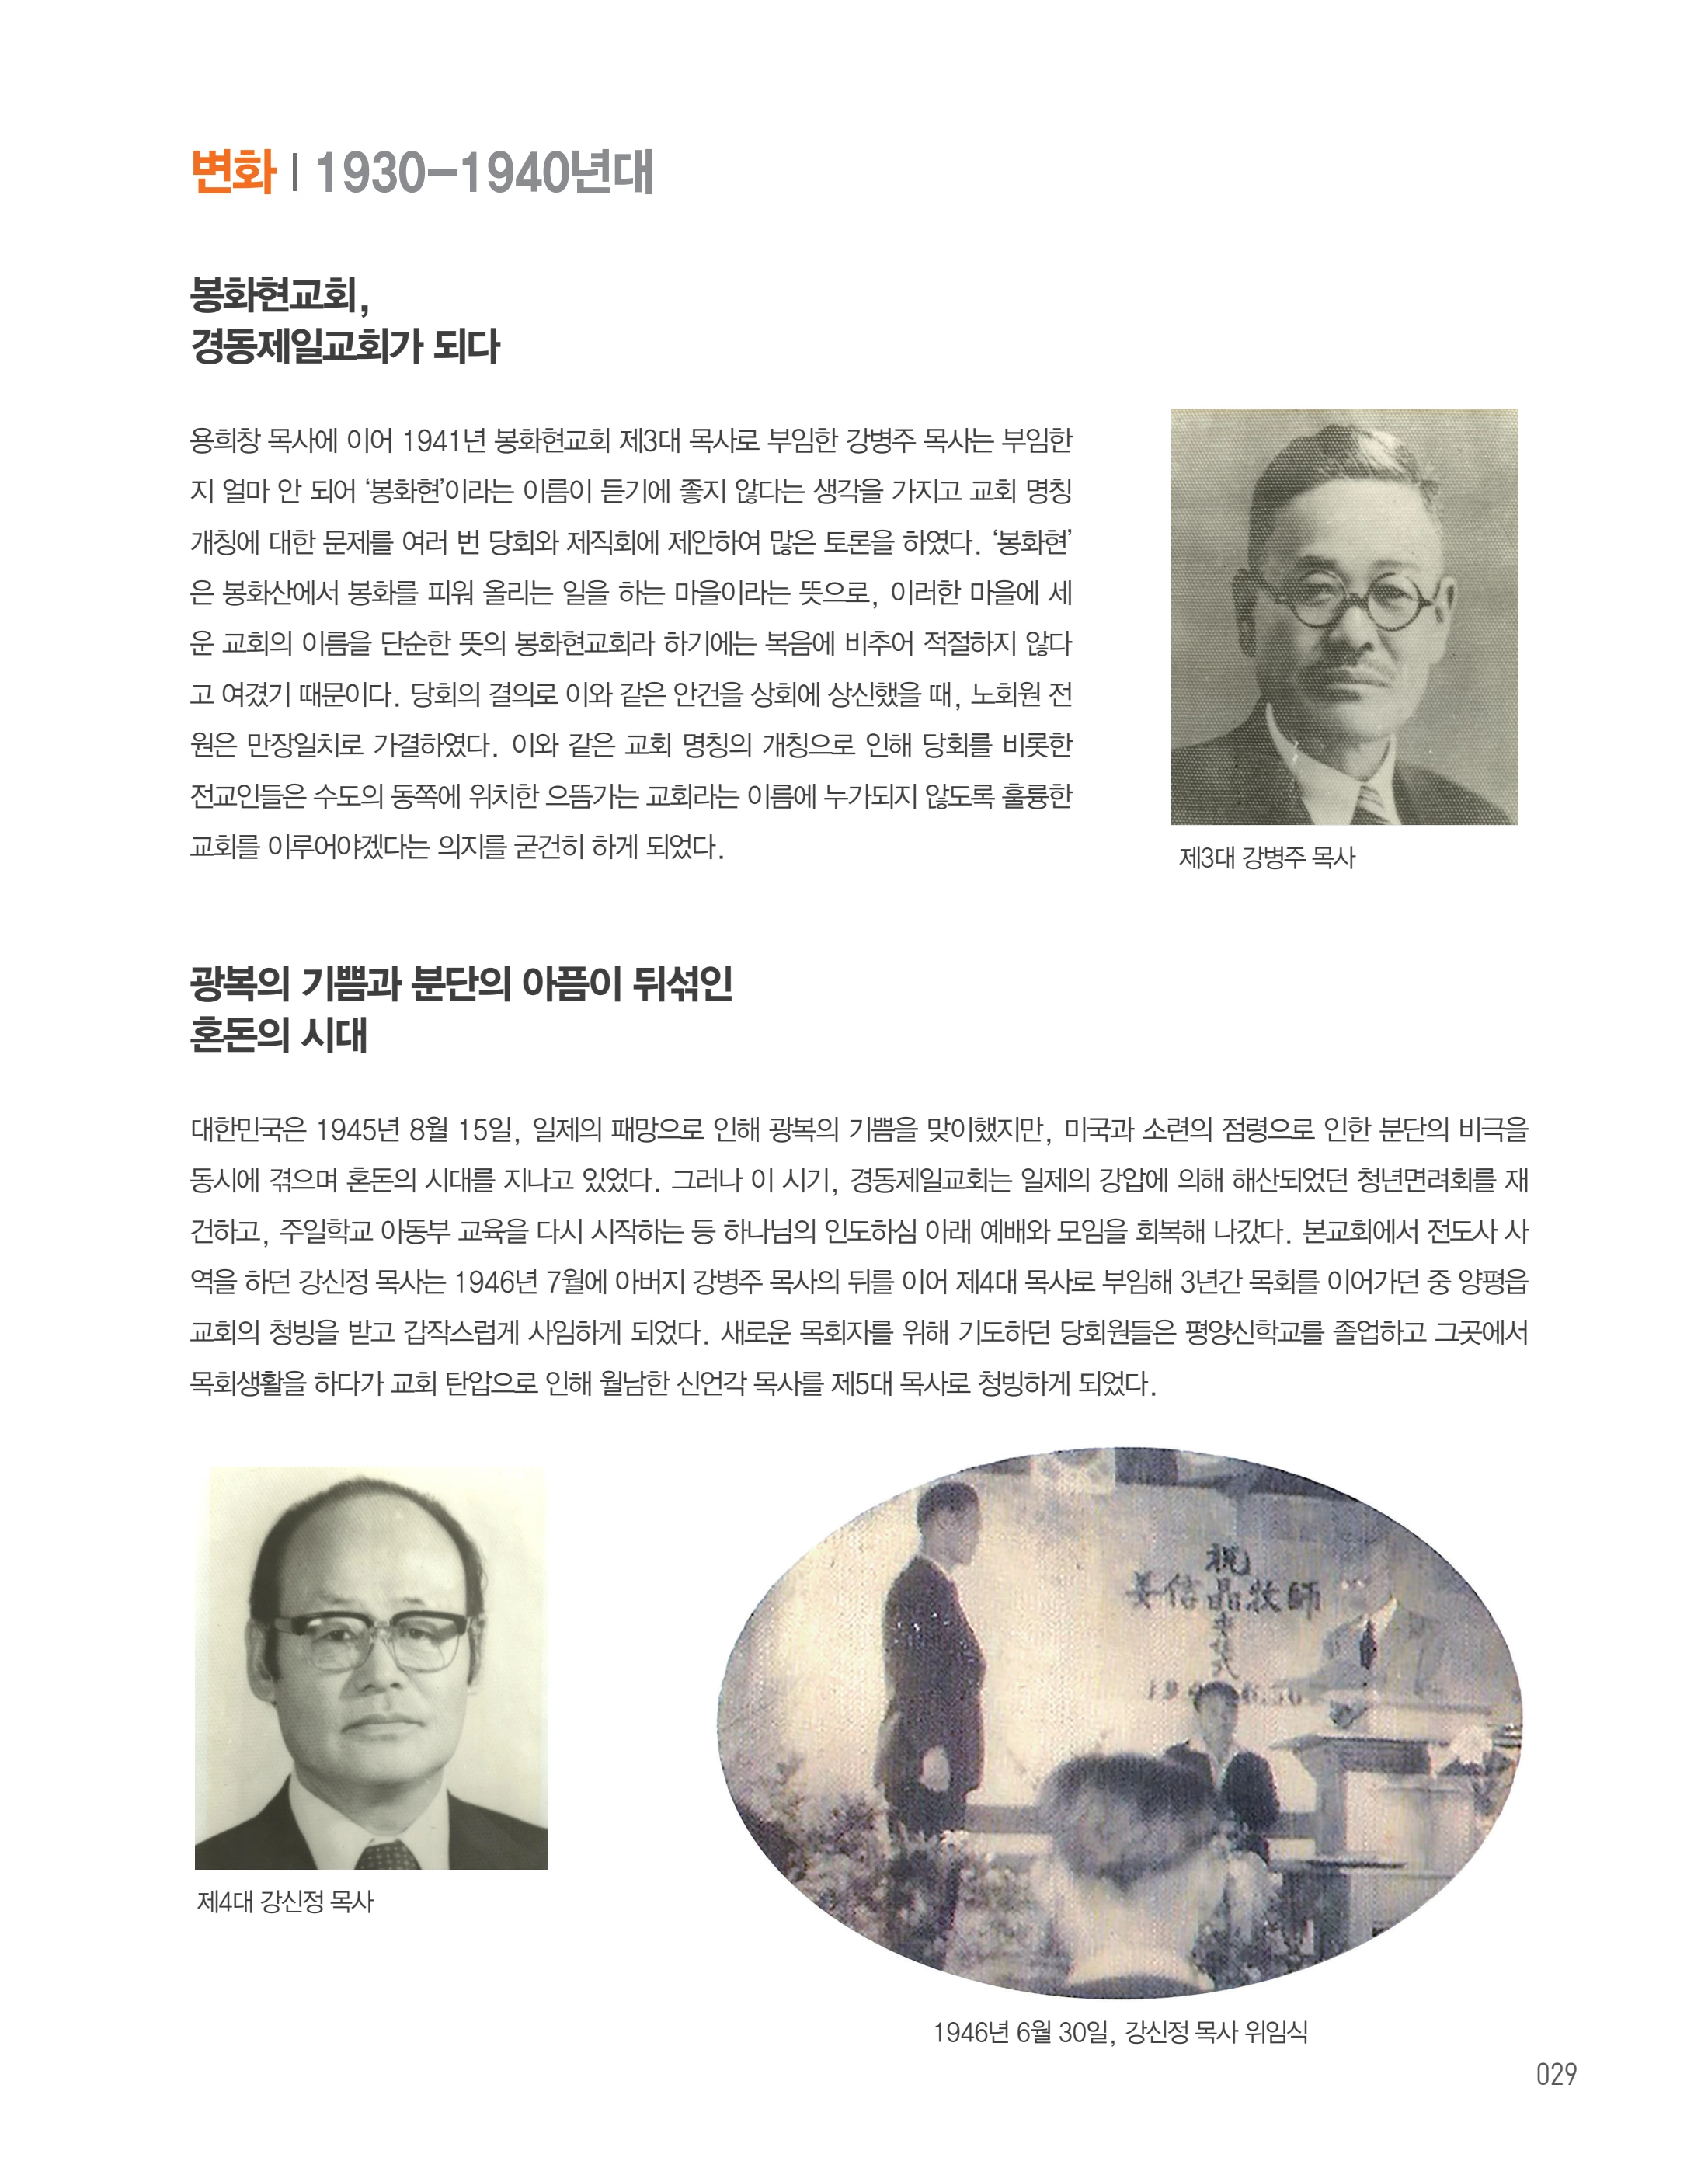 변화 | 1930-1940년대
봉화현교회,
경동제일교회가 되다
용희창 목사에 이어 1941년 봉화현교회 제3대 목사로 부임한 강병주 목사는 부임한
지 얼마 안 되어 ‘봉화현’이라는 이름이 듣기에 좋지 않다는 생각을 가지고 교회 명칭
개칭에 대한 문제를 여러 번 당회와 제직회에 제안하여 많은 토론을 하였다. ‘봉화현’
은 봉화산에서 봉화를 피워 올리는 일을 하는 마을이라는 뜻으로, 이러한 마을에 세
운 교회의 이름을 단순한 뜻의 봉화현교회라 하기에는 복음에 비추어 적절하지 않다
고 여겼기 때문이다. 당회의 결의로 이와 같은 안건을 상회에 상신했을 때, 노회원 전
원은 만장일치로 가결하였다. 이와 같은 교회 명칭의 개칭으로 인해 당회를 비롯한
전교인들은 수도의 동쪽에 위치한 으뜸가는 교회라는 이름에 누가되지 않도록 훌륭한
교회를 이루어야겠다는 의지를 굳건히 하게 되었다.
제3대 강병주 목사
광복의 기쁨과 분단의 아픔이 뒤섞인
혼돈의 시대
대한민국은 1945년 8월 15일, 일제의 패망으로 인해 광복의 기쁨을 맞이했지만, 미국과 소련의 점령으로 인한 분단의 비극을
동시에 겪으며 혼돈의 시대를 지나고 있었다. 그러나 이 시기, 경동제일교회는 일제의 강압에 의해 해산되었던 청년면려회를 재
건하고, 주일학교 아동부 교육을 다시 시작하는 등 하나님의 인도하심 아래 예배와 모임을 회복해 나갔다. 본교회에서 전도사 사
역을 하던 강신정 목사는 1946년 7월에 아버지 강병주 목사의 뒤를 이어 제4대 목사로 부임해 3년간 목회를 이어가던 중 양평읍
교회의 청빙을 받고 갑작스럽게 사임하게 되었다. 새로운 목회자를 위해 기도하던 당회원들은 평양신학교를 졸업하고 그곳에서
목회생활을 하다가 교회 탄압으로 인해 월남한 신언각 목사를 제5대 목사로 청빙하게 되었다.
祝
姜信晶牧師
제4대 강신정 목사
1946년 6월 30일, 강신정 목사 위임식
029